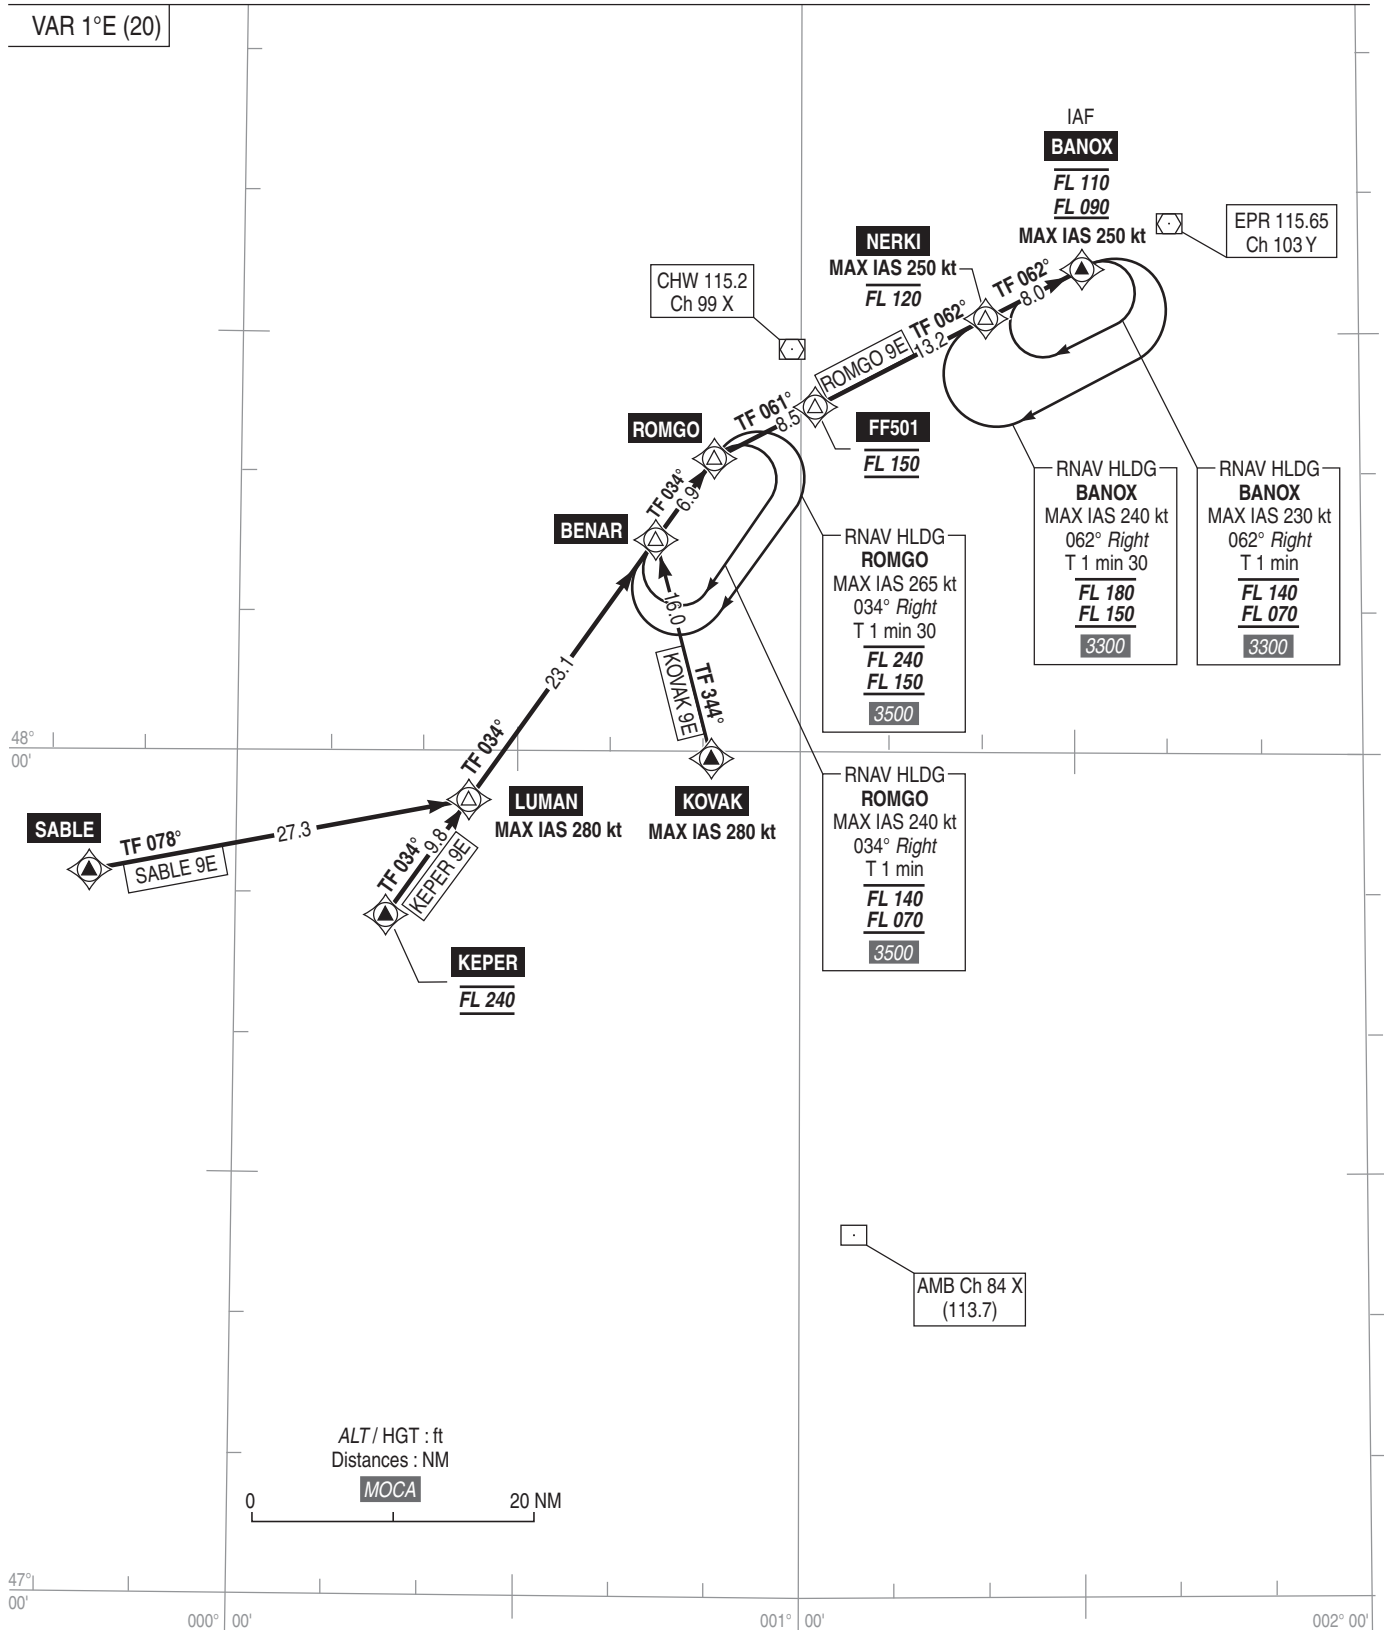 VAR 1°E (20)
IAF
BANOX
FL 110
FL 090
MAX IAS 250 kt
EPR 115.65
Ch 103 Y
NERKI
MAX IAS 250 kt
FL 120
CHW 115.2
Ch 99 X
TF 062°
8.0
TF 062°
13.2
ROMGO 9E
TF 061°
8.5
ROMGO
FF501
FL 150
TF 034°
6.9
BENAR
RNAV HLDG
BANOX
MAX IAS 240 kt
062° Right
T 1 min 30
FL 180
FL 150
3300
RNAV HLDG
BANOX
MAX IAS 230 kt
062° Right
T 1 min
FL 140
FL 070
3300
RNAV HLDG
ROMGO
MAX IAS 265 kt
034° Right
T 1 min 30
FL 240
FL 150
3500
16.0
KOVAK 9E
TF 344°
23.1
TF 034°
48°
00'
RNAV HLDG
ROMGO
MAX IAS 240 kt
034° Right
T 1 min
FL 140
FL 070
3500
LUMAN
MAX IAS 280 kt
KOVAK
MAX IAS 280 kt
SABLE
TF 078°
27.3
SABLE 9E
TF 034°
9.8
KEPER 9E
KEPER
FL 240
AMB Ch 84 X
(113.7)
ALT / HGT : ft
Distances : NM
MOCA
0
20 NM
47°
00'
000° 00'
001° 00'
002° 00'